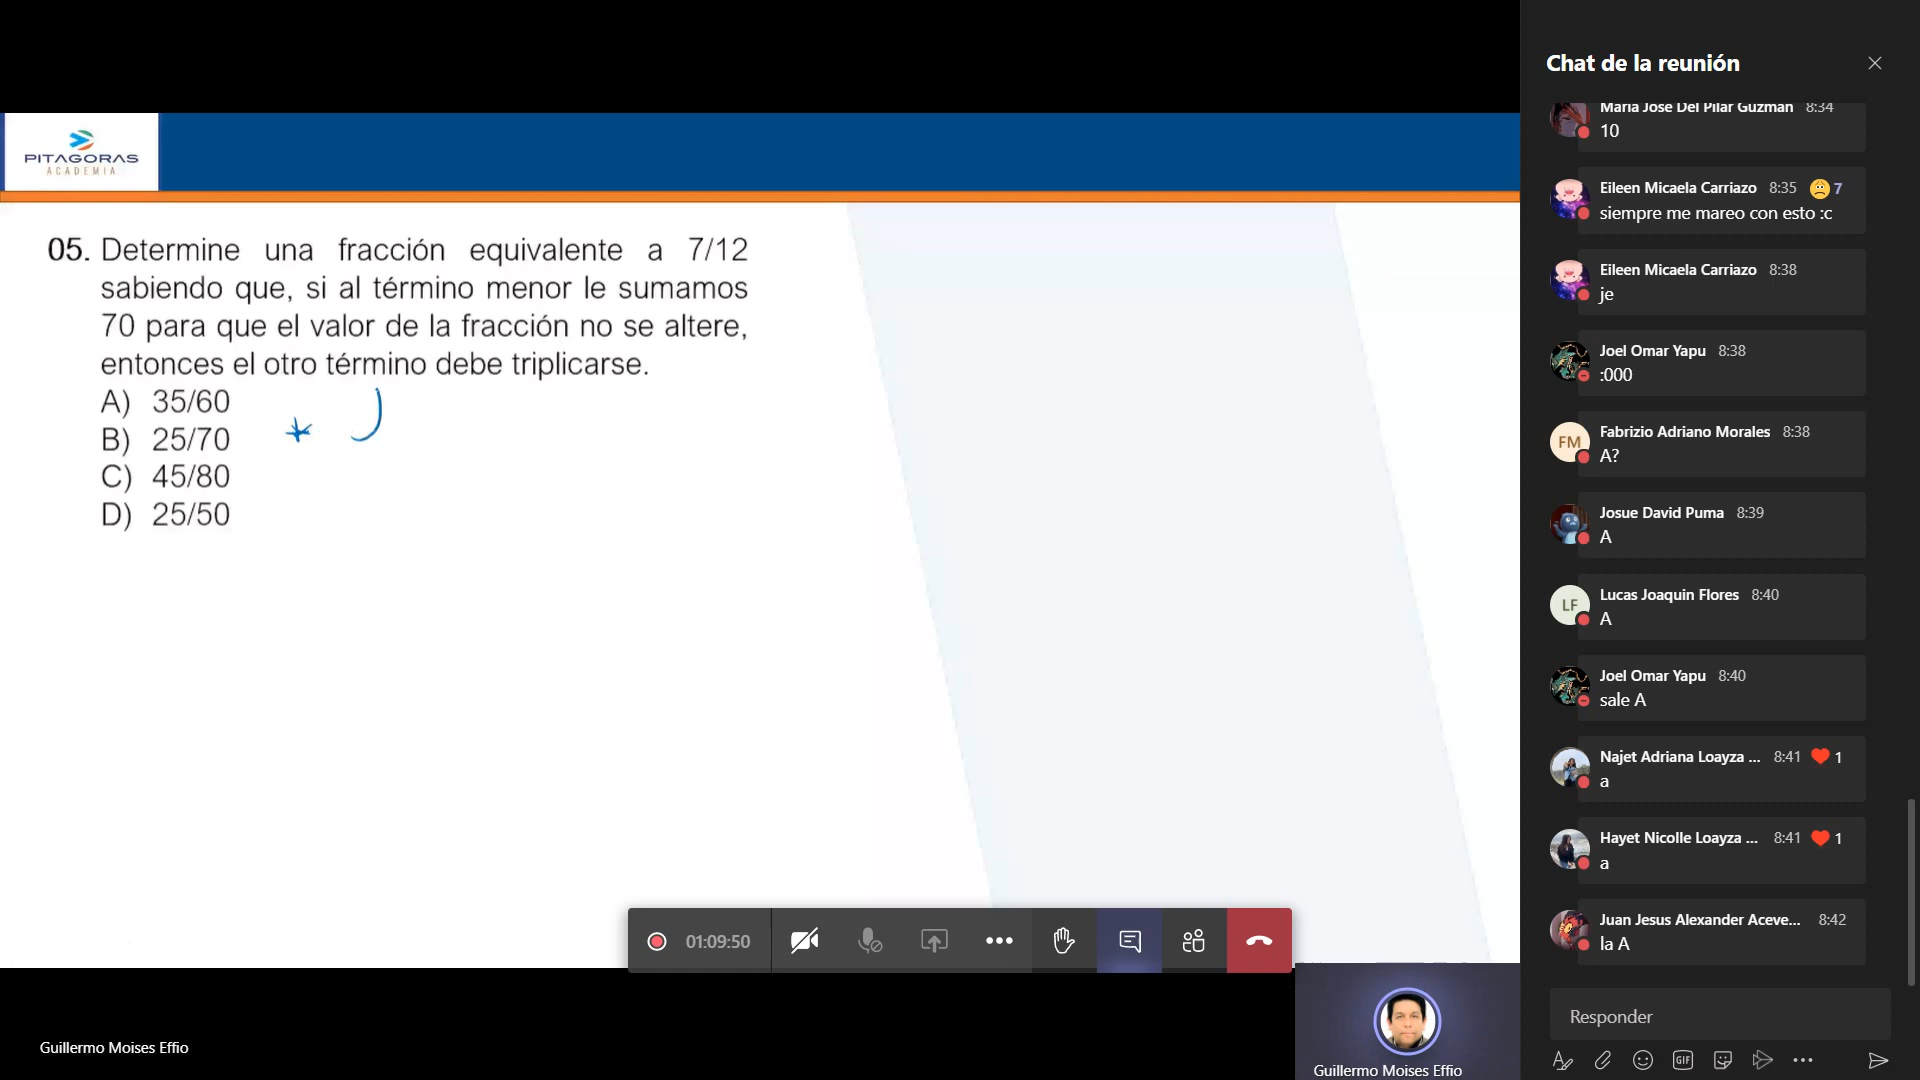 PITAGORAS
ACADEMIA
05. Determine una fracción equivalente a 7/12
sabiendo que, si al término menor le sumamos
70 para que el valor de la fracción no se altere,
entonces el otro término debe triplicarse.
A) 35/60
B) 25/70
C) 45/80
D) 25/50
01:09:50
Guillermo Moises Effio
Guillermo Moises Effio
Chat de la reunión
Maria Jose Del Pilar Guzman 8:34
10
Eileen Micaela Carriazo 8:35 7
siempre me mareo con esto :c
Eileen Micaela Carriazo 8:38
je
Joel Omar Yapu 8:38
:000
FM
Fabrizio Adriano Morales 8:38
A?
Josue David Puma 8:39
A
LF
Lucas Joaquin Flores 8:40
A
Joel Omar Yapu 8:40
sale A
Najet Adriana Loayza ... 8:41 1
a
Hayet Nicolle Loayza ... 8:41 1
a
Juan Jesus Alexander Aceve... 8:42
la A
Responder
GIF